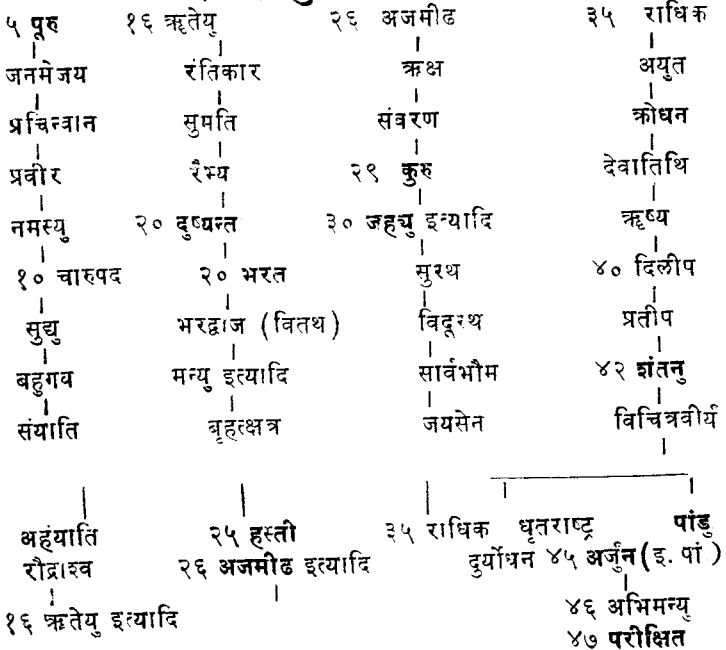 ५ पूरु १६ ऋतेयु २६ अजमीढ ३५ राधिक
जनमेजय रंतिकार ऋक्ष अयुत
प्रचिन्वान सुमति संवरण क्रोधन
प्रवीर रैभ्य २९ कुरु देवातिथि
नमस्यु २० दुष्यन्त ३० जहचु इत्यादि ऋष्य
१० चारुपद २० भरत सुरथ ४० दिलीप
सुद्यु भरद्वाज (वितथ) विदूरथ प्रतीप
बहुगव मन्यु इत्यादि सार्वभौम ४२ शंतनु
संयाति बृहत्क्षत्र जयसेन विचित्रवीर्य
अहंयाति २५ हस्ती ३५ राधिक धृतराष्ट्र पांडु
रौद्राश्व २६ अजमीढ इत्यादि दुर्योधन ४५ अर्जुन (इ. पां)
१६ ऋतेयु इत्यादि ४६ अभिमन्यु
४७ परीक्षित